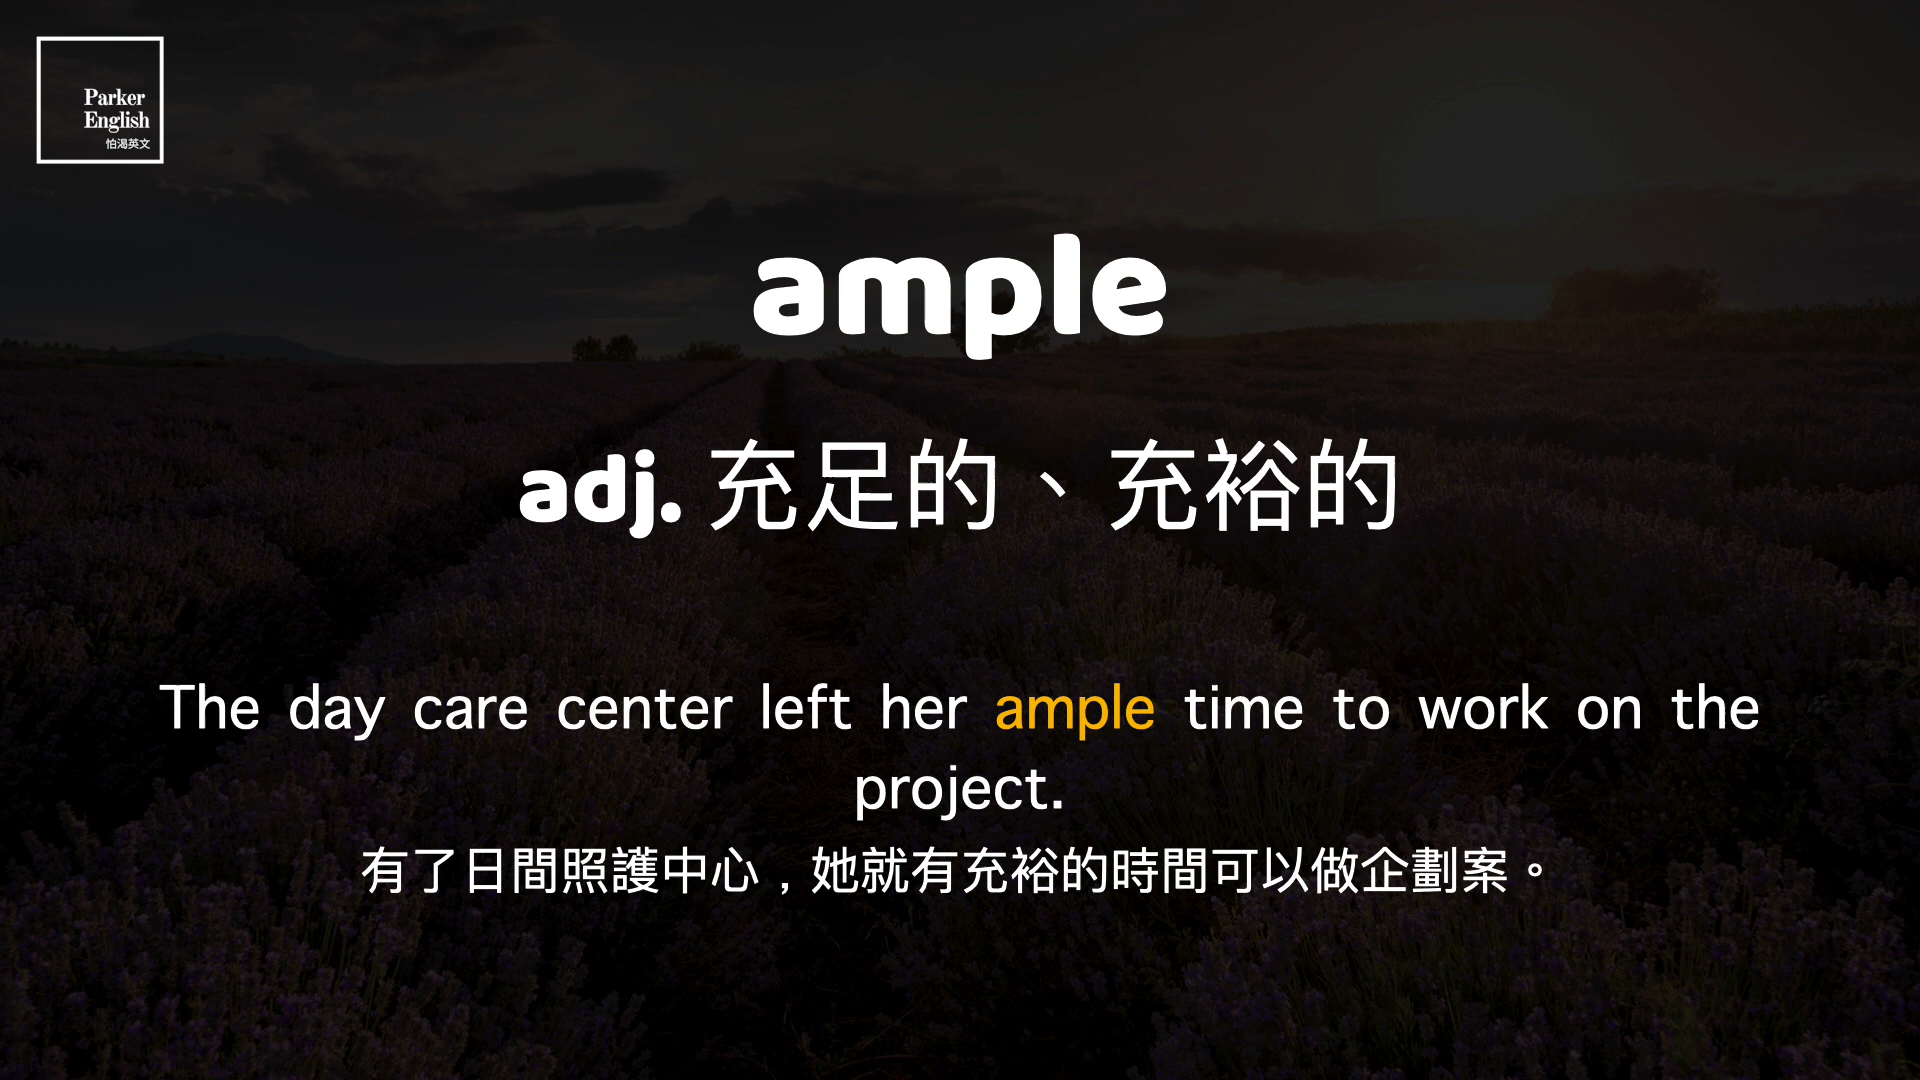 Parker
English
怕渴英文
ample
adj. 充足的、充裕的
The day care center left her ample time to work on the
project.
有了日間照護中心，她就有充裕的時間可以做企劃案。